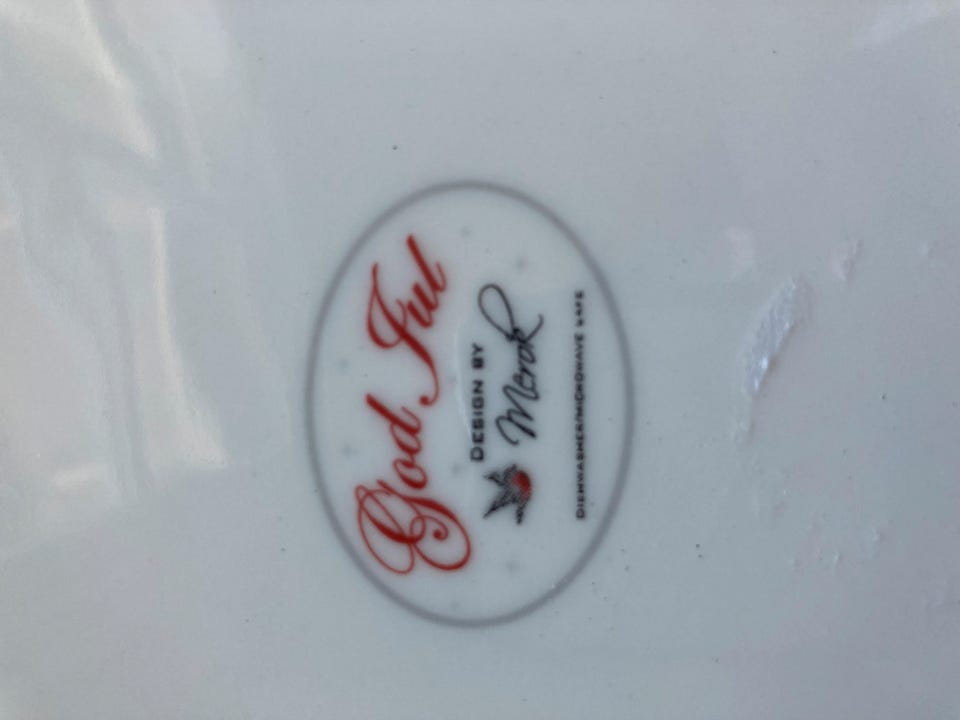 God Jul
DESIGN BY
Merok
DISHWASHER/MICROWAVE SAFE